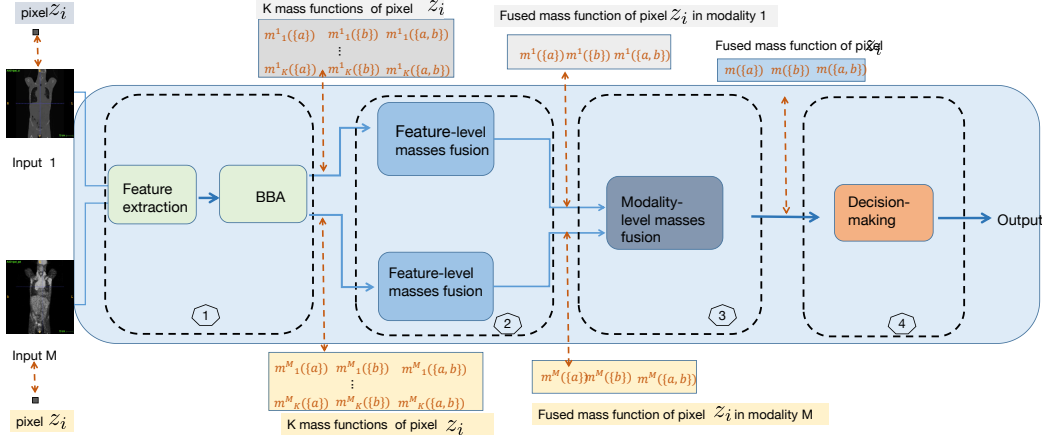 pixel z_i
K mass functions of pixel z_i
m^1_1({a}) m^1_1({b}) m^1_1({a, b})
⋮
m^1_K({a}) m^1_K({b}) m^1_K({a, b})
Fused mass function of pixel z_i in modality 1
m^1({a}) m^1({b}) m^1({a, b})
Fused mass function of pixel z_i
m({a}) m({b}) m({a, b})
Input 1
Feature
extraction
BBA
Feature-level
masses fusion
Feature-level
masses fusion
Modality-
level masses
fusion
Decision-
making
Output
1
2
3
4
Input M
pixel z_i
m^M_1({a}) m^M_1({b}) m^M_1({a, b})
⋮
m^M_K({a}) m^M_K({b}) m^M_K({a, b})
K mass functions of pixel z_i
m^M({a}) m^M({b}) m^M({a, b})
Fused mass function of pixel z_i in modality M